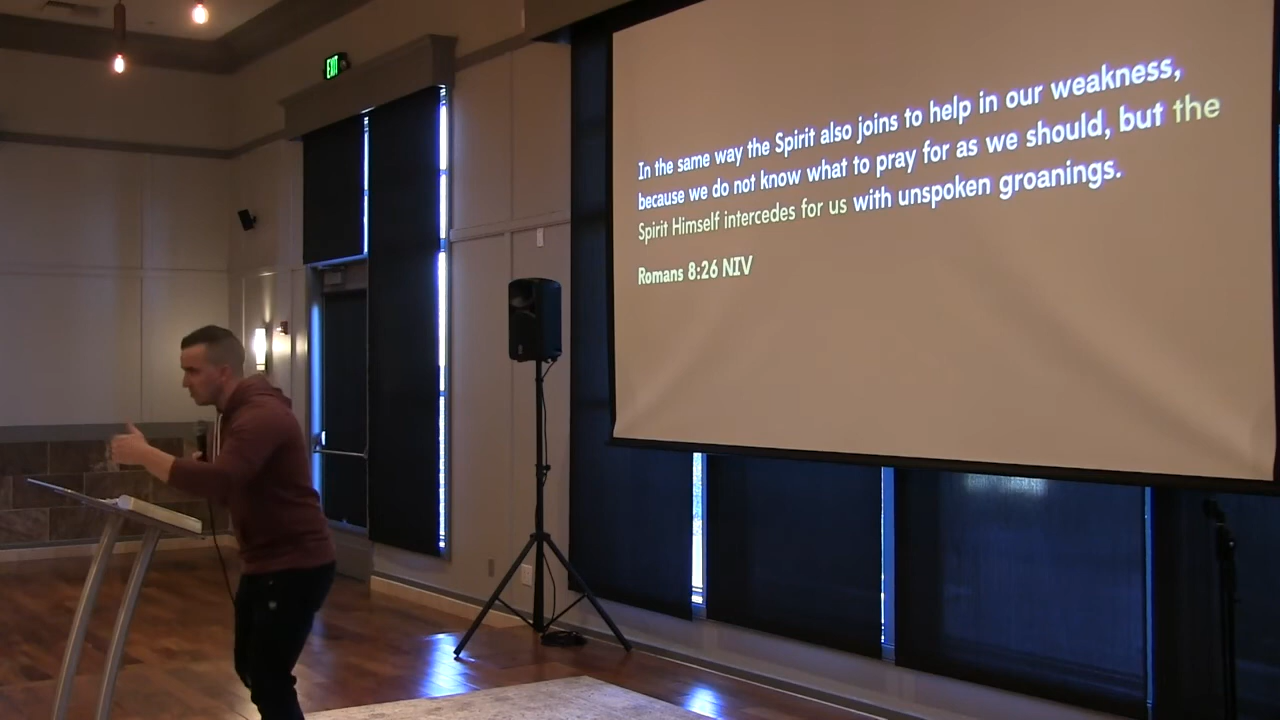 EXIT
In the same way the Spirit also joins to help in our weakness,
because we do not know what to pray for as we should, but the
Spirit Himself intercedes for us with unspoken groanings.
Romans 8:26 NIV